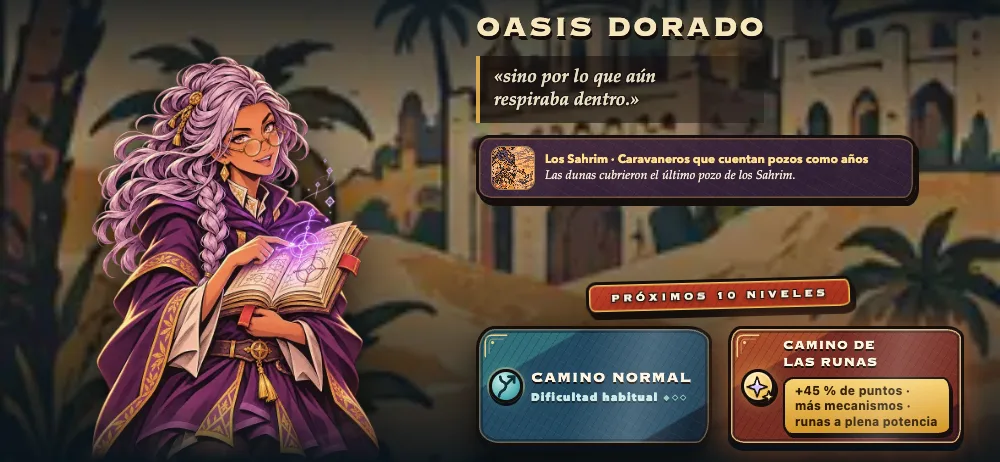 OASIS DORADO
«sino por lo que aún
respiraba dentro.»
Los Sahrim · Caravaneros que cuentan pozos como años
Las dunas cubrieron el último pozo de los Sahrim.
PRÓXIMOS 10 NIVELES
CAMINO NORMAL
Dificultad habitual
CAMINO DE
LAS RUNAS
+45 % de puntos ·
más mecanismos ·
runas a plena potencia